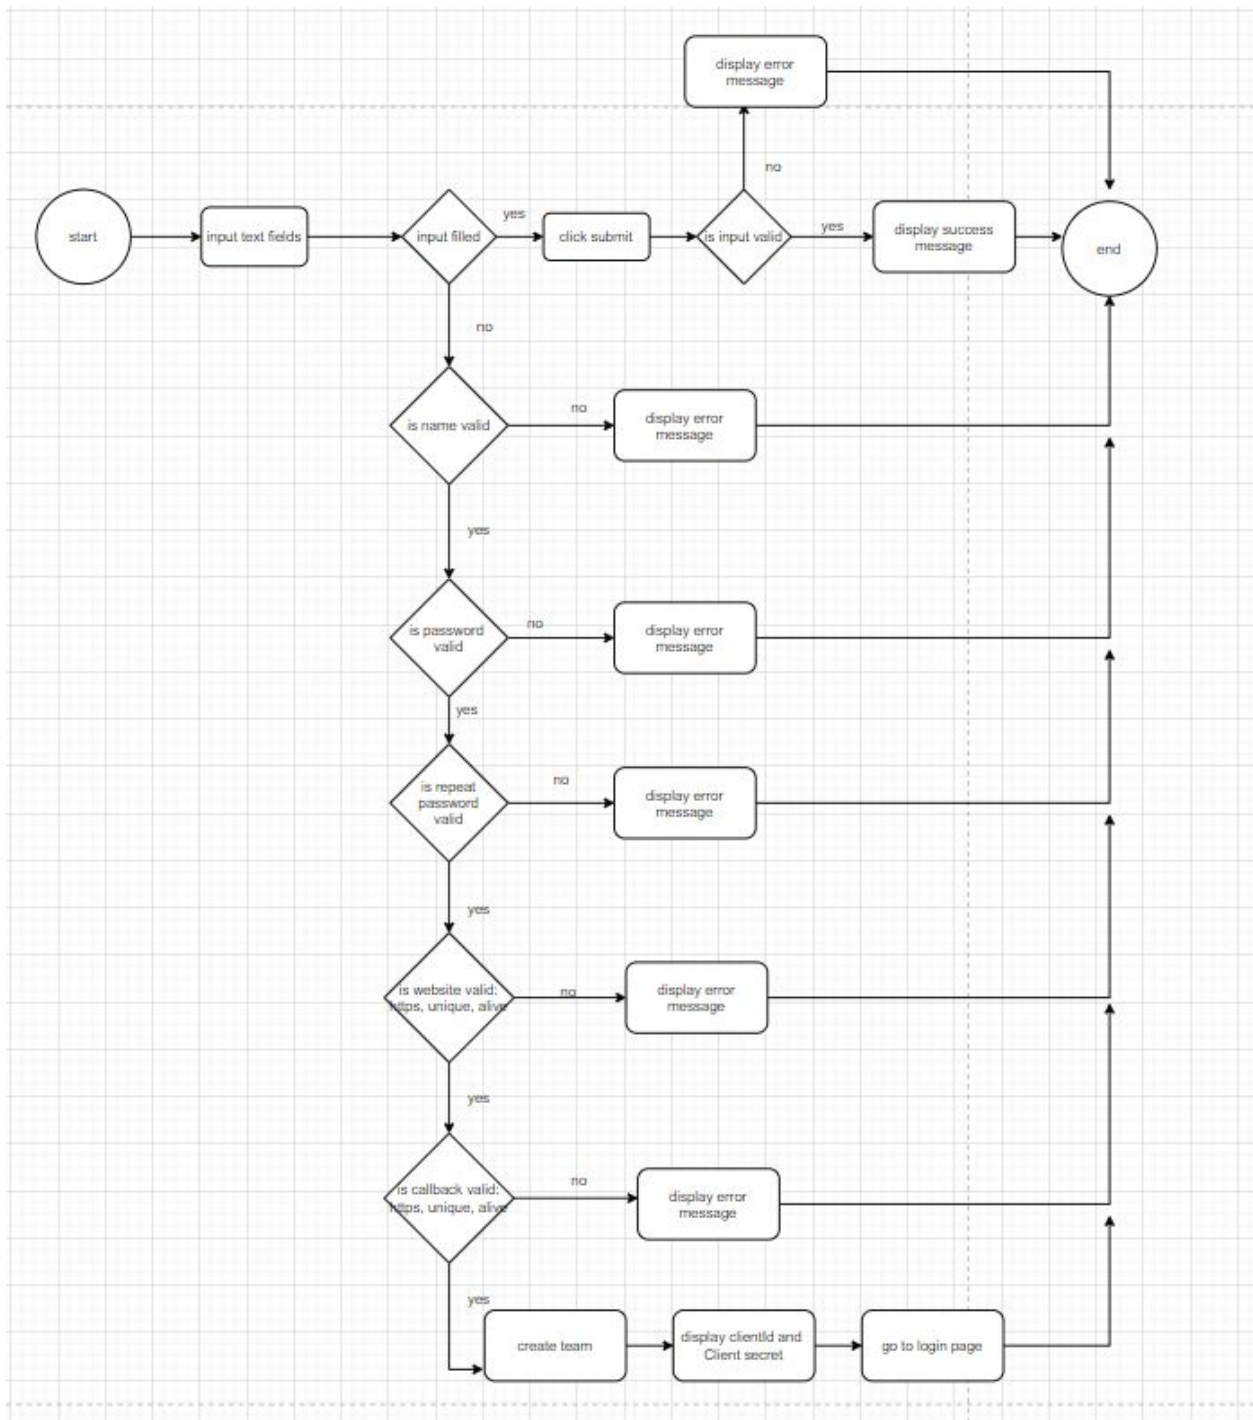 display error
message
no
start
input text fields
input filled
yes
click submit
is input valid
yes
display success
message
end
no
is name valid
no
display error
message
yes
is password
valid
no
display error
message
yes
is repeat
password
valid
no
display error
message
yes
is website valid:
https, unique, alive
no
display error
message
yes
is callback valid:
https, unique, alive
no
display error
message
yes
create team
display clientId and
Client secret
go to login page